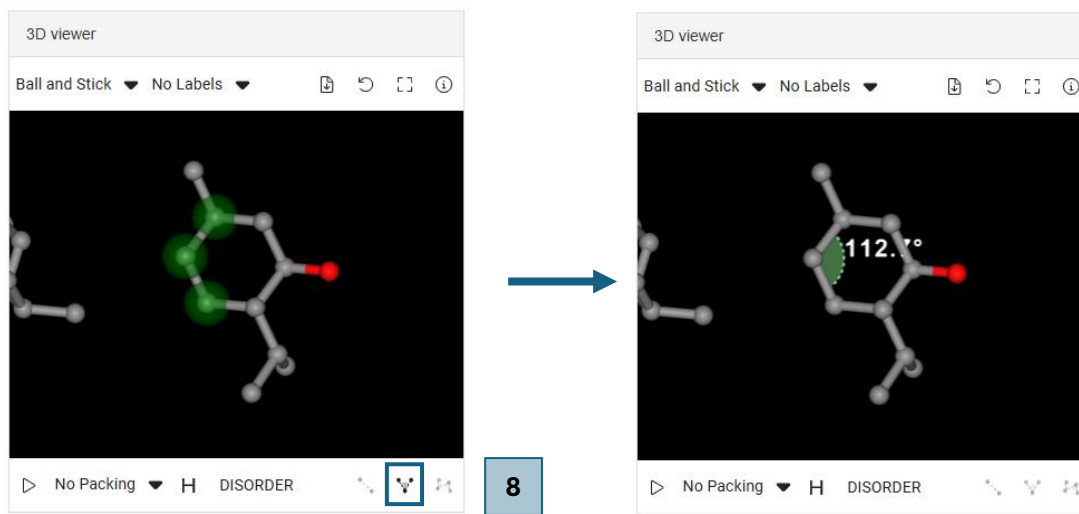 3D viewer
Ball and Stick No Labels
No Packing H DISORDER
8
3D viewer
Ball and Stick No Labels
112.7°
No Packing H DISORDER